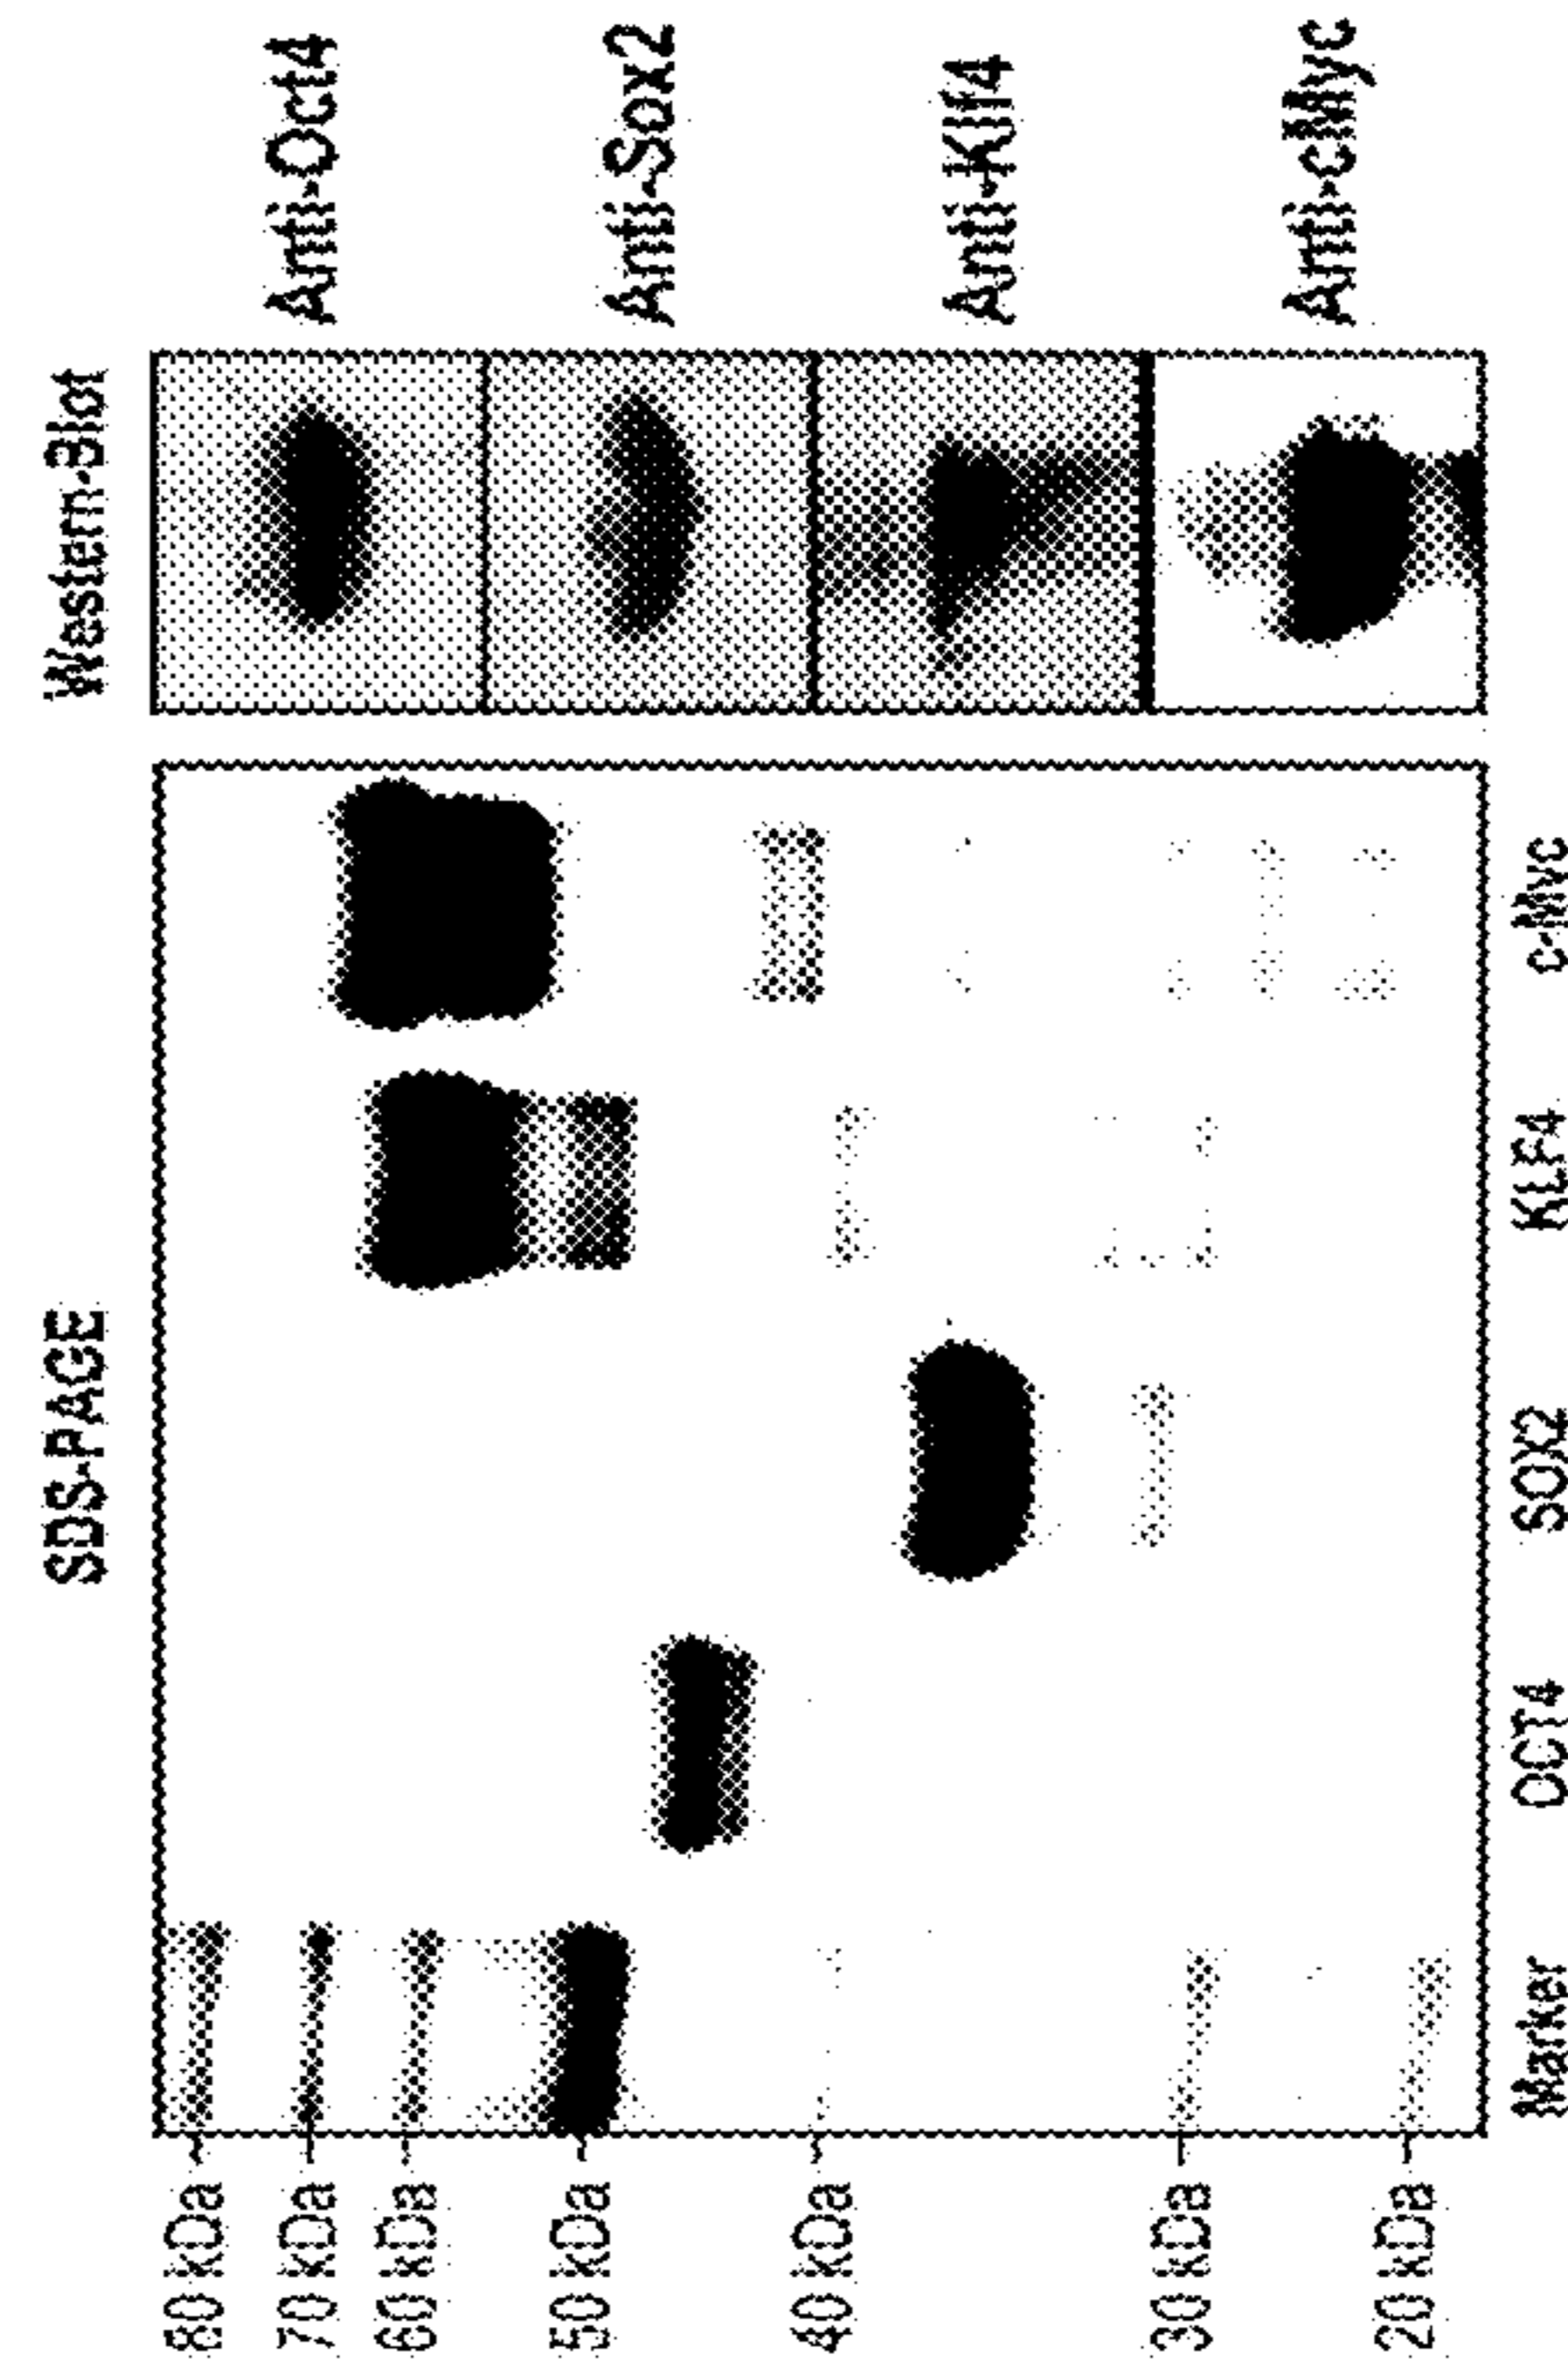 SDS-PAGE
Western-Blot
80 kDa
70 kDa
60 kDa
50 kDa
40 kDa
30 kDa
20 kDa
Marker
OCT4
SOX2
KLF4
c-Myc
Anti-Oct4
Anti-Sox2
Anti-Klf4
Anti-cMyc